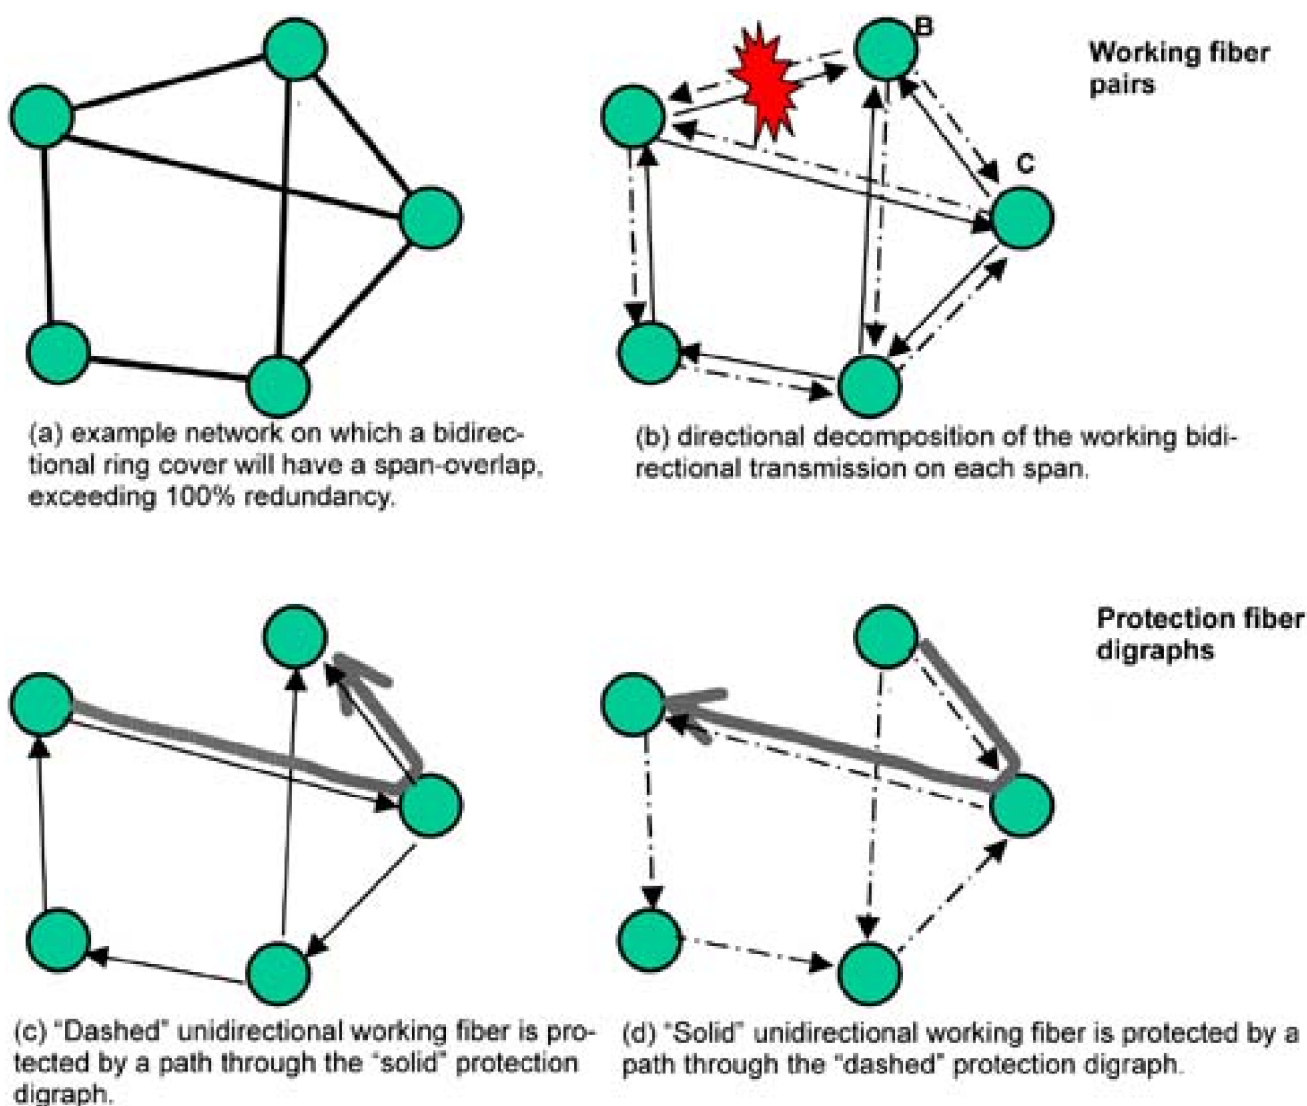 B
Working fiber
pairs
C
(a) example network on which a bidirec-
tional ring cover will have a span-overlap,
exceeding 100% redundancy.
(b) directional decomposition of the working bidi-
rectional transmission on each span.
Protection fiber
digraphs
(c) "Dashed" unidirectional working fiber is pro-
tected by a path through the "solid" protection
digraph.
(d) "Solid" unidirectional working fiber is protected by a
path through the "dashed" protection digraph.